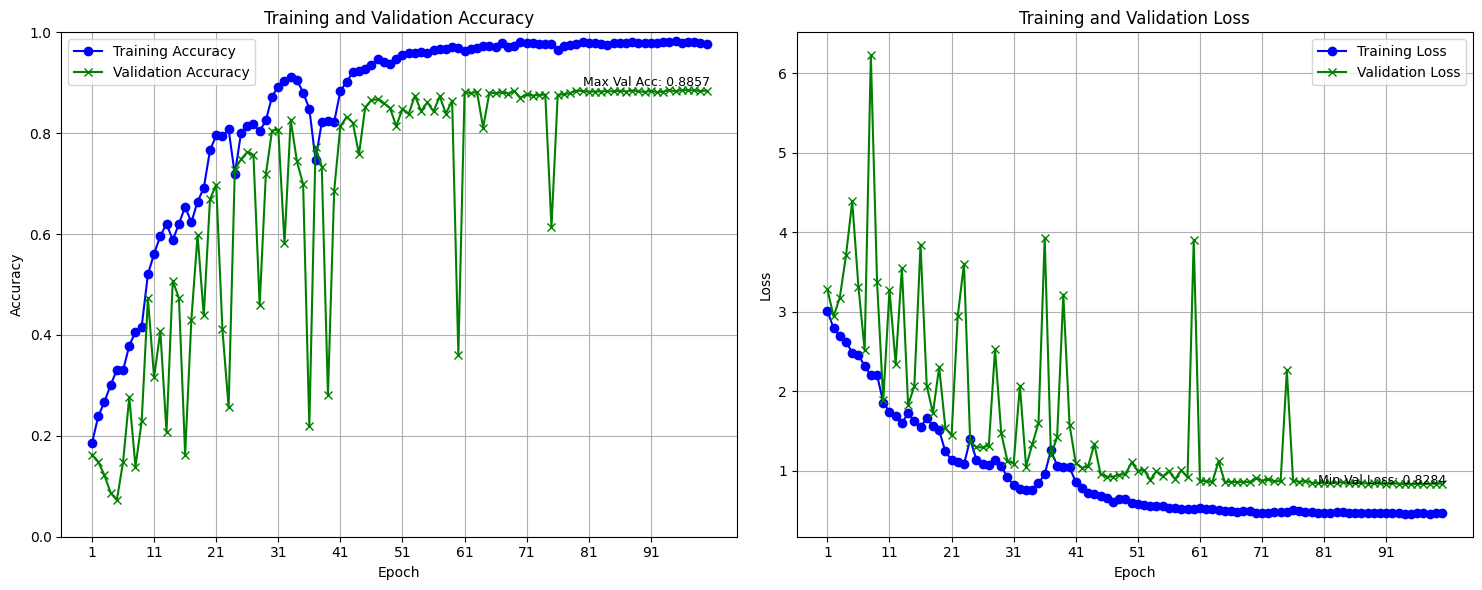 Training and Validation Accuracy
Training Accuracy
Validation Accuracy
Max Val Acc: 0.8857
Accuracy
1.0
0.8
0.6
0.4
0.2
0.0
1 11 21 31 41 51 61 71 81 91
Epoch
Training and Validation Loss
Training Loss
Validation Loss
Min Val Loss: 0.8284
Loss
6
5
4
3
2
1
1 11 21 31 41 51 61 71 81 91
Epoch